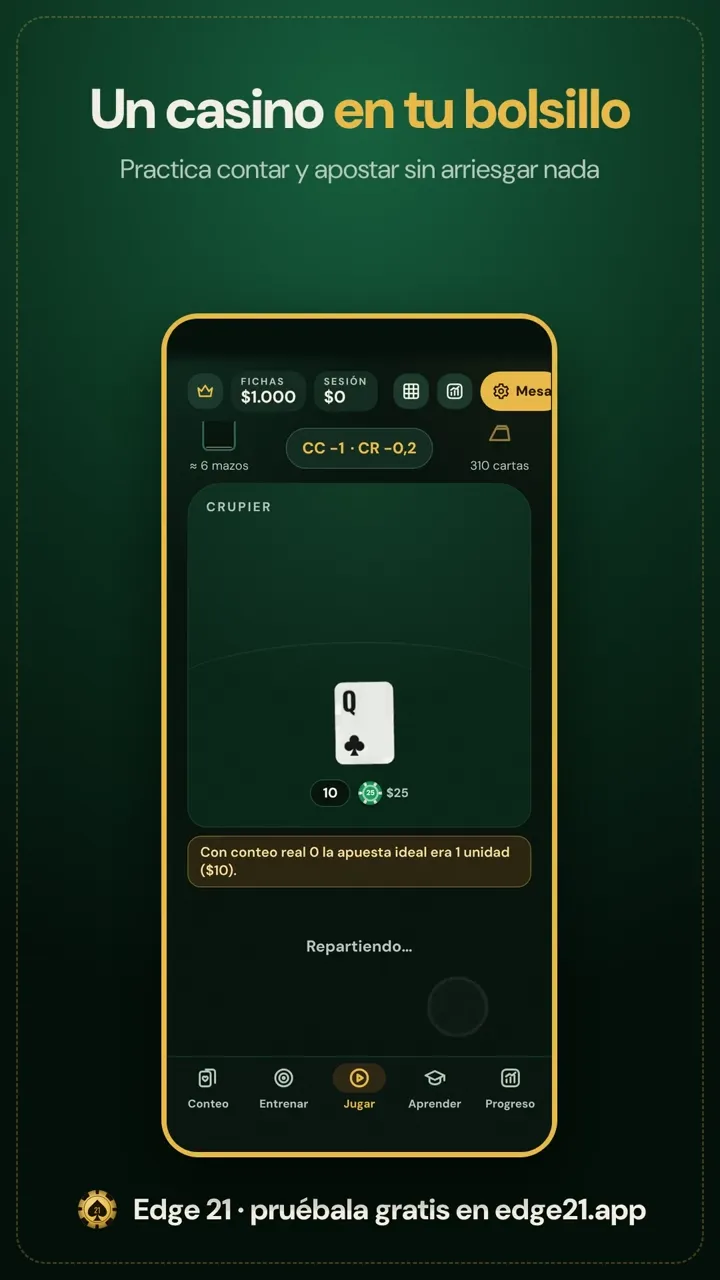 Un casino en tu bolsillo
Practica contar y apostar sin arriesgar nada
FICHAS
$1.000
SESIÓN
$0
Mesa
≈ 6 mazos
CC −1 · CR −0,2
310 cartas
CRUPIER
Q
10
25
$25
Con conteo real 0 la apuesta ideal era 1 unidad
($10).
Repartiendo...
Conteo
Entrenar
Jugar
Aprender
Progreso
21
Edge 21 · pruébala gratis en edge21.app